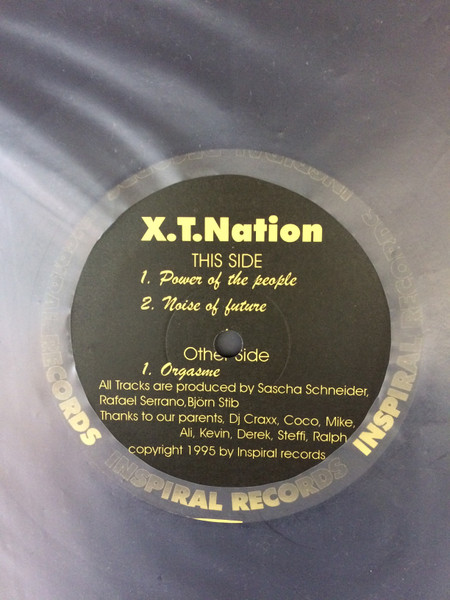 X.T.Nation
THIS SIDE
1. Power of the people
2. Noise of future
Other side
1. Orgasme
All Tracks are produced by Sascha Schneider,
Rafael Serrano,Björn Stib
Thanks to our parents, Dj Craxx, Coco, Mike,
Ali, Kevin, Derek, Steffi, Ralph
copyright 1995 by Inspiral records
RECORDS
INSPIRAL RECORDS
INSPIRAL